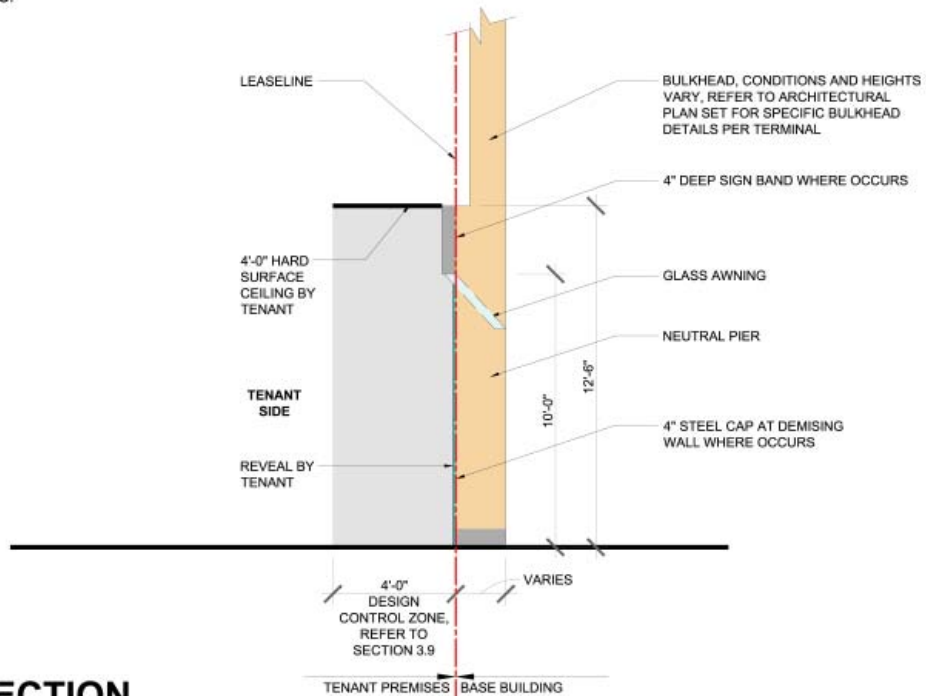 LEASELINE
BULKHEAD, CONDITIONS AND HEIGHTS
VARY, REFER TO ARCHITECTURAL
PLAN SET FOR SPECIFIC BULKHEAD
DETAILS PER TERMINAL
4" DEEP SIGN BAND WHERE OCCURS
4'-0" HARD
SURFACE
CEILING BY
TENANT
GLASS AWNING
NEUTRAL PIER
12'-6"
10'-0"
TENANT
SIDE
4" STEEL CAP AT DEMISING
WALL WHERE OCCURS
REVEAL BY
TENANT
VARIES
4'-0"
DESIGN
CONTROL ZONE,
REFER TO
SECTION 3.9
TENANT PREMISES
BASE BUILDING